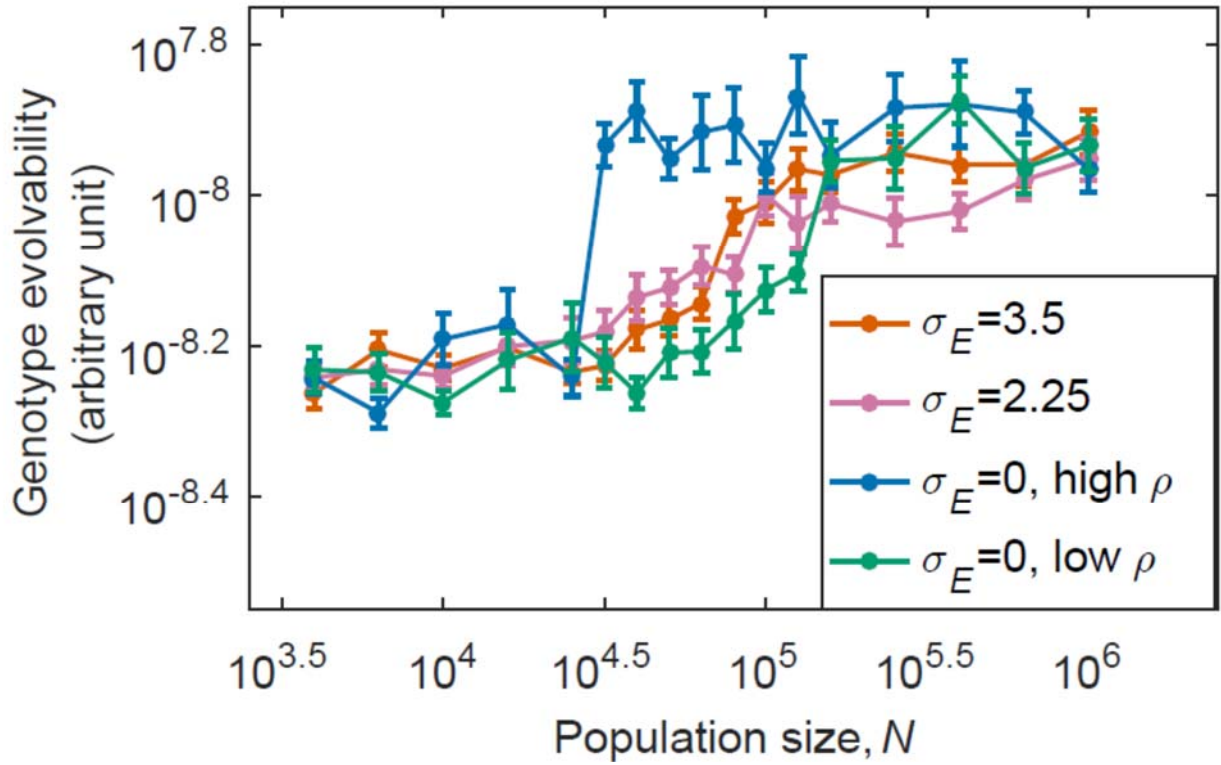 Genotype evolvability
(arbitrary unit)
10^7.8
10^-8
10^-8.2
10^-8.4
σ_E=3.5
σ_E=2.25
σ_E=0, high ρ
σ_E=0, low ρ
10^3.5 10^4 10^4.5 10^5 10^5.5 10^6
Population size, N